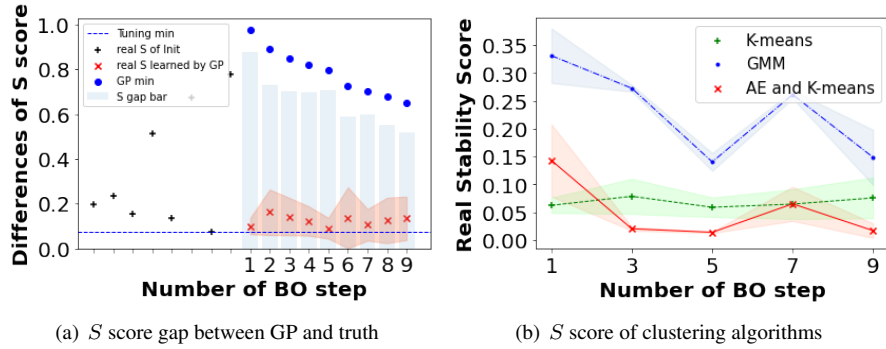 Differences of S score
1.0
0.8
0.6
0.4
0.2
0.0
Tuning min
real S of Init
real S learned by GP
GP min
S gap bar
1 2 3 4 5 6 7 8 9
Number of BO step
(a) S score gap between GP and truth
Real Stability Score
0.35
0.30
0.25
0.20
0.15
0.10
0.05
0.00
K-means
GMM
AE and K-means
1 3 5 7 9
Number of BO step
(b) S score of clustering algorithms